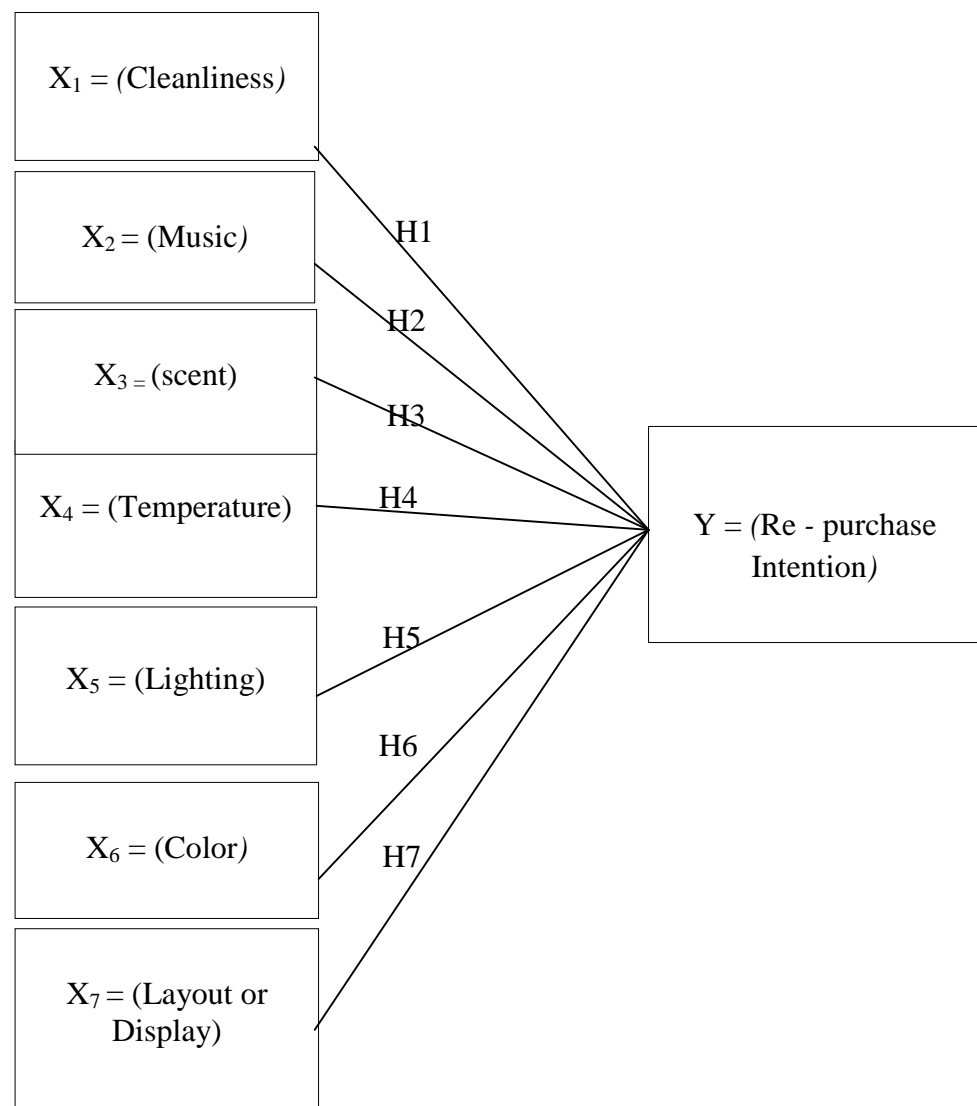 X₁ = (Cleanliness)
X₂ = (Music)
X₃ = (scent)
X₄ = (Temperature)
X₅ = (Lighting)
X₆ = (Color)
X₇ = (Layout or
Display)
H1
H2
H3
H4
H5
H6
H7
Y = (Re - purchase
Intention)